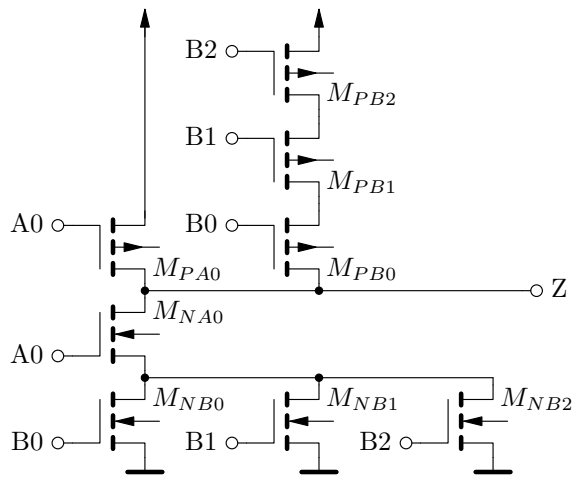 B2
M_{PB2}
B1
M_{PB1}
A0 B0
M_{PA0} M_{PB0}
Z
M_{NA0}
A0
M_{NB0} M_{NB1} M_{NB2}
B0 B1 B2